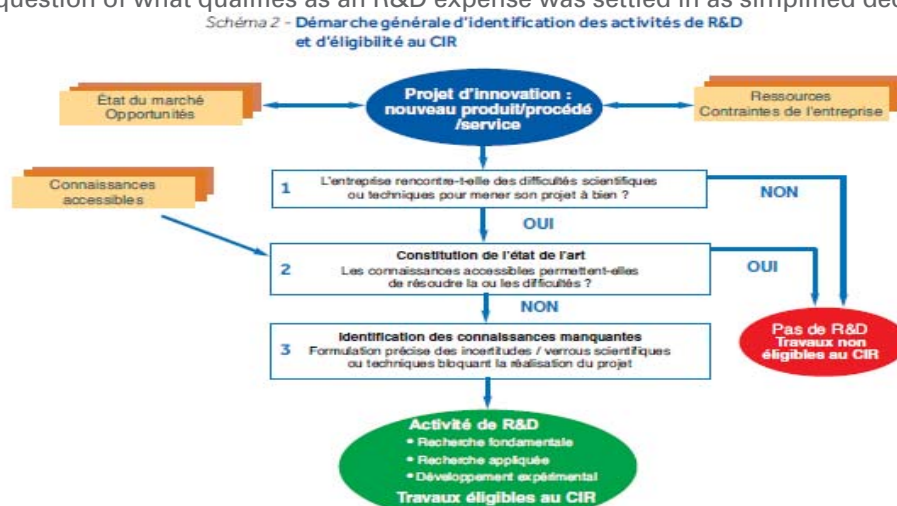 question of what qualifies as an R&D expense was settled in as simplified dec
Schéma 2 - Démarche générale d'identification des activités de R&D
et d'éligibilité au CIR
État du marché
Opportunités
Projet d'innovation :
nouveau produit/procédé
/service
Ressources
Contraintes de l'entreprise
Connaissances
accessibles
1
L'entreprise rencontre-t-elle des difficultés scientifiques
ou techniques pour mener son projet à bien ?
NON
OUI
2
Constitution de l'état de l'art
Les connaissances accessibles permettent-elles
de résoudre la ou les difficultés ?
OUI
NON
3
Identification des connaissances manquantes
Formulation précise des incertitudes / verrous scientifiques
ou techniques bloquant la réalisation du projet
Pas de R&D
Travaux non
éligibles au CIR
Activité de R&D
• Recherche fondamentale
• Recherche appliquée
• Développement expérimental
Travaux éligibles au CIR